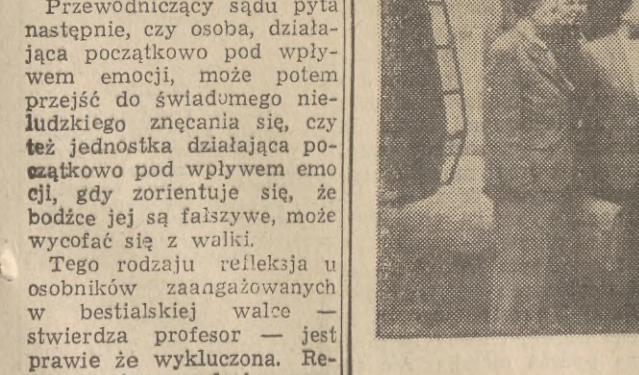 Przewodniczący sądu pyta
następnie, czy osoba, działa-
jąca początkowo pod wpły-
wem emocji, może potem
przejść do świadomego nie-
ludzkiego znęcania się, czy
też jednostka działająca po-
czątkowo pod wpływem emo
cji, gdy zorientuje się, że
bodźce jej są fałszywe, może
wycofać się z walki.
Tego rodzaju refleksja u
osobników zaangażowanych
w bestialskiej walce —
stwierdza profesor — jest
prawie że wykluczona. Re-